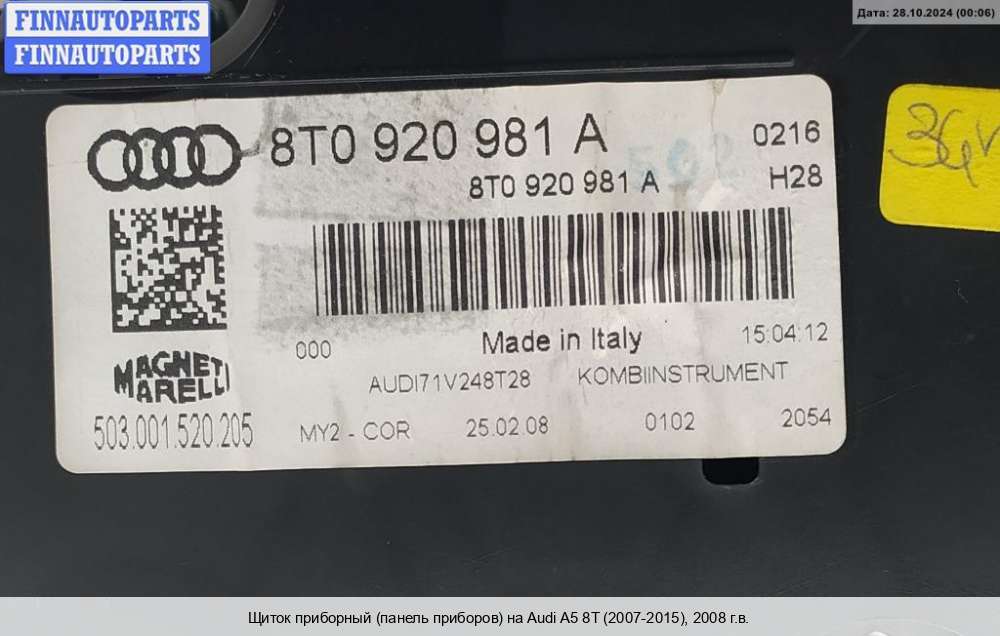 FINNAUTOPARTS
FINNAUTOPARTS
Дата: 28.10.2024 (00:06)
8T0 920 981 A
0216
8T0 920 981 A
H28
000
Made in Italy
15:04:12
MAGNETI
MARELLI
AUDI71V248T28
KOMBIINSTRUMENT
503.001.520.205
MY2 - COR
25.02.08
0102
2054
Щиток приборный (панель приборов) на Audi A5 8T (2007-2015), 2008 г.в.